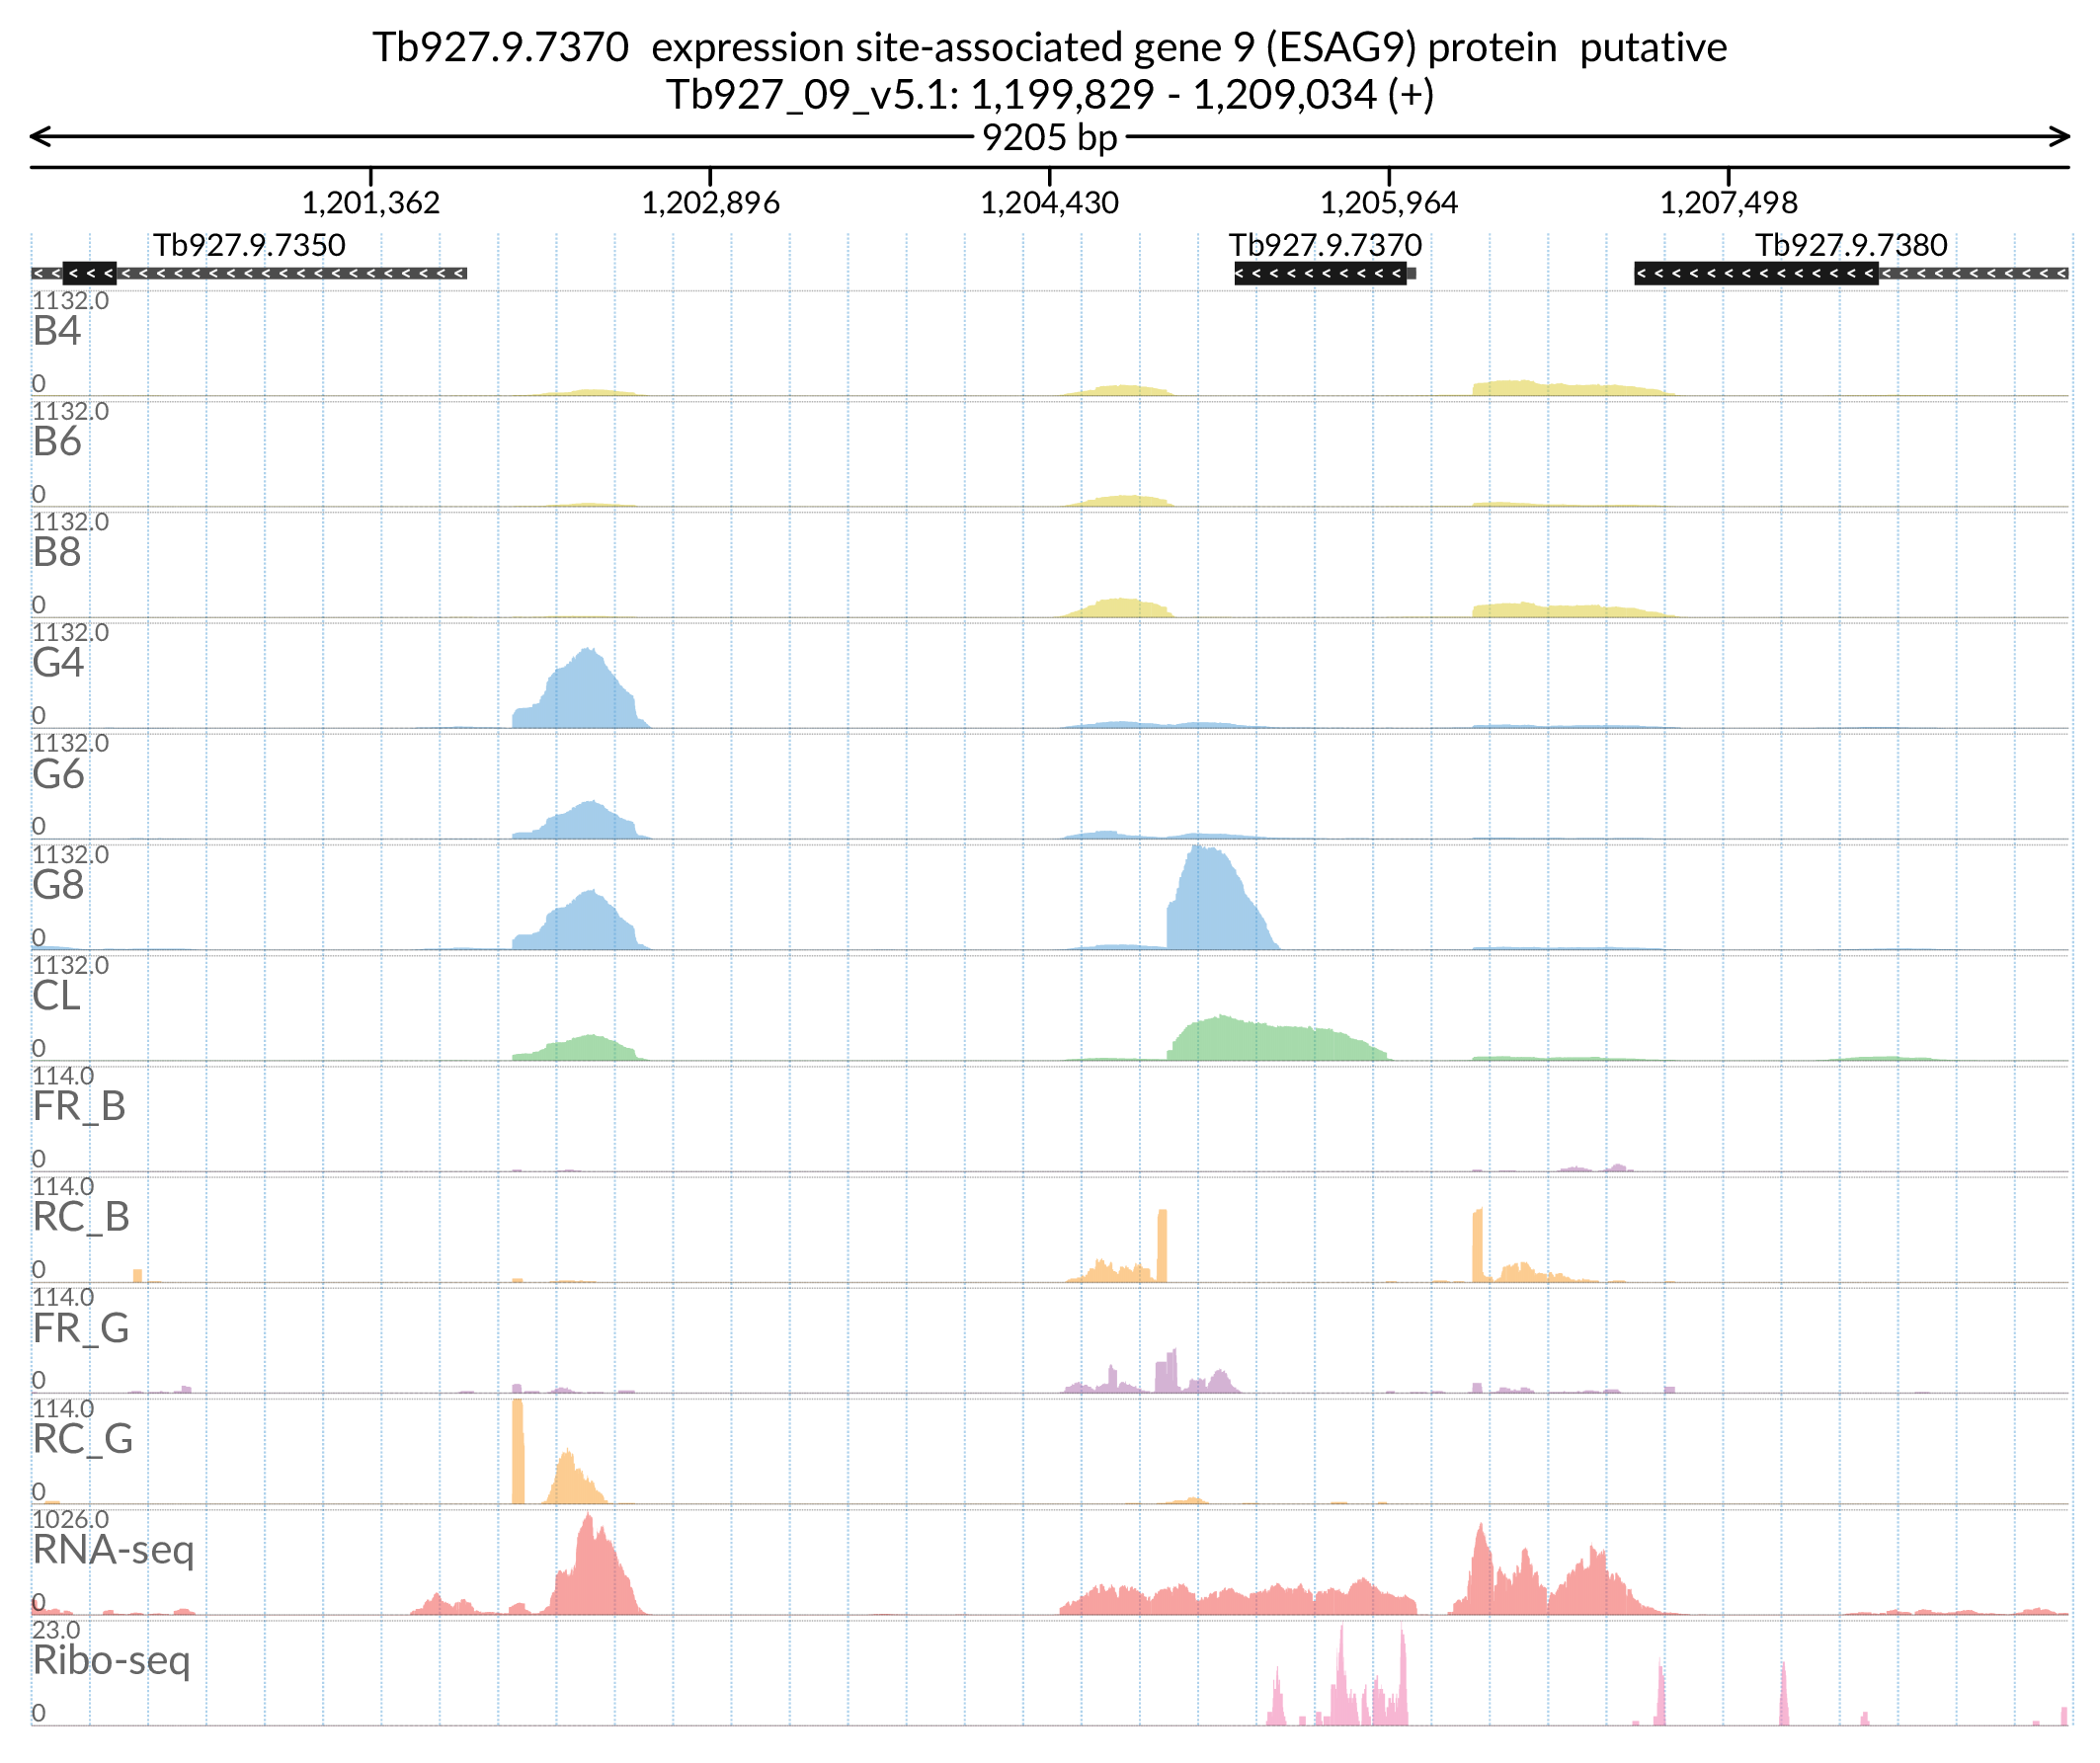 Tb927.9.7370  expression site-associated gene 9 (ESAG9) protein  putative
Tb927_09_v5.1: 1,199,829 - 1,209,034 (+)
9205 bp
1,201,362 1,202,896 1,204,430 1,205,964 1,207,498
Tb927.9.7350 Tb927.9.7370 Tb927.9.7380
1132.0
B4
0
1132.0
B6
0
1132.0
B8
0
1132.0
G4
0
1132.0
G6
0
1132.0
G8
0
1132.0
CL
0
114.0
FR_B
0
114.0
RC_B
0
114.0
FR_G
0
114.0
RC_G
0
1026.0
RNA-seq
0
23.0
Ribo-seq
0